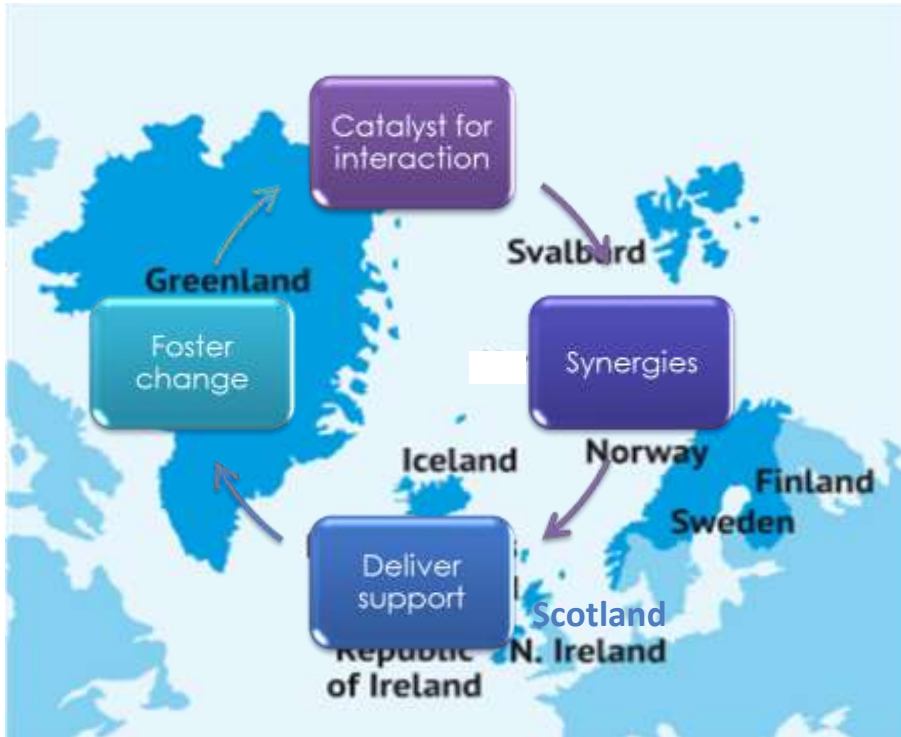 Catalyst for
interaction
Svalbard
Greenland
Foster
change
Synergies
Iceland
Norway
Finland
Sweden
Deliver
support
Scotland
Republic
of Ireland
N. Ireland